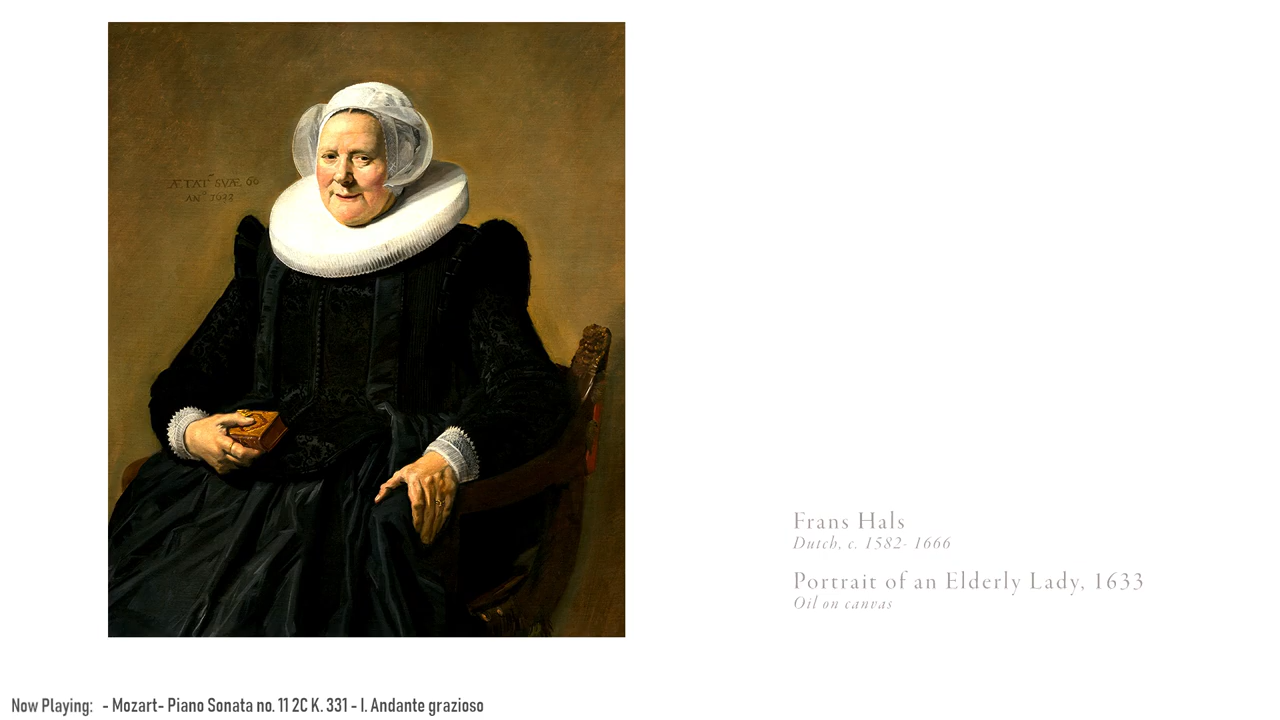 ÆTAT SVÆ 60
ANº 1633
Frans Hals
Dutch, c. 1582- 1666
Portrait of an Elderly Lady, 1633
Oil on canvas
Now Playing: - Mozart- Piano Sonata no. 11 2C K. 331 - I. Andante grazioso